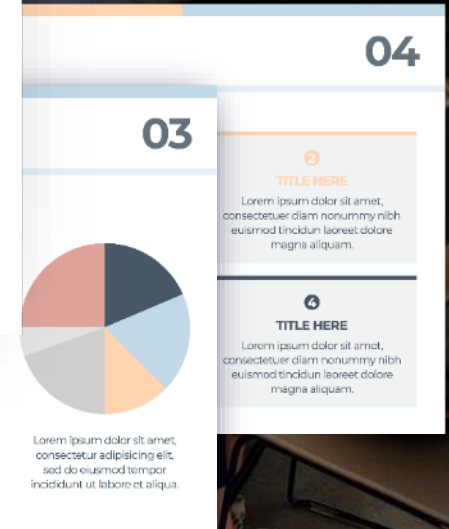 04
03
2
TITLE HERE
Lorem ipsum dolor sit amet,
consectetuer diam nonummy nibh
euismod tincidun laoreet dolore
magna aliquam.
4
TITLE HERE
Lorem ipsum dolor sit amet,
consectetuer diam nonummy nibh
euismod tincidun laoreet dolore
magna aliquam.
Lorem ipsum dolor sit amet,
consectetur adipisicing elit,
sed do eiusmod tempor
incididunt ut labore et aliqua.